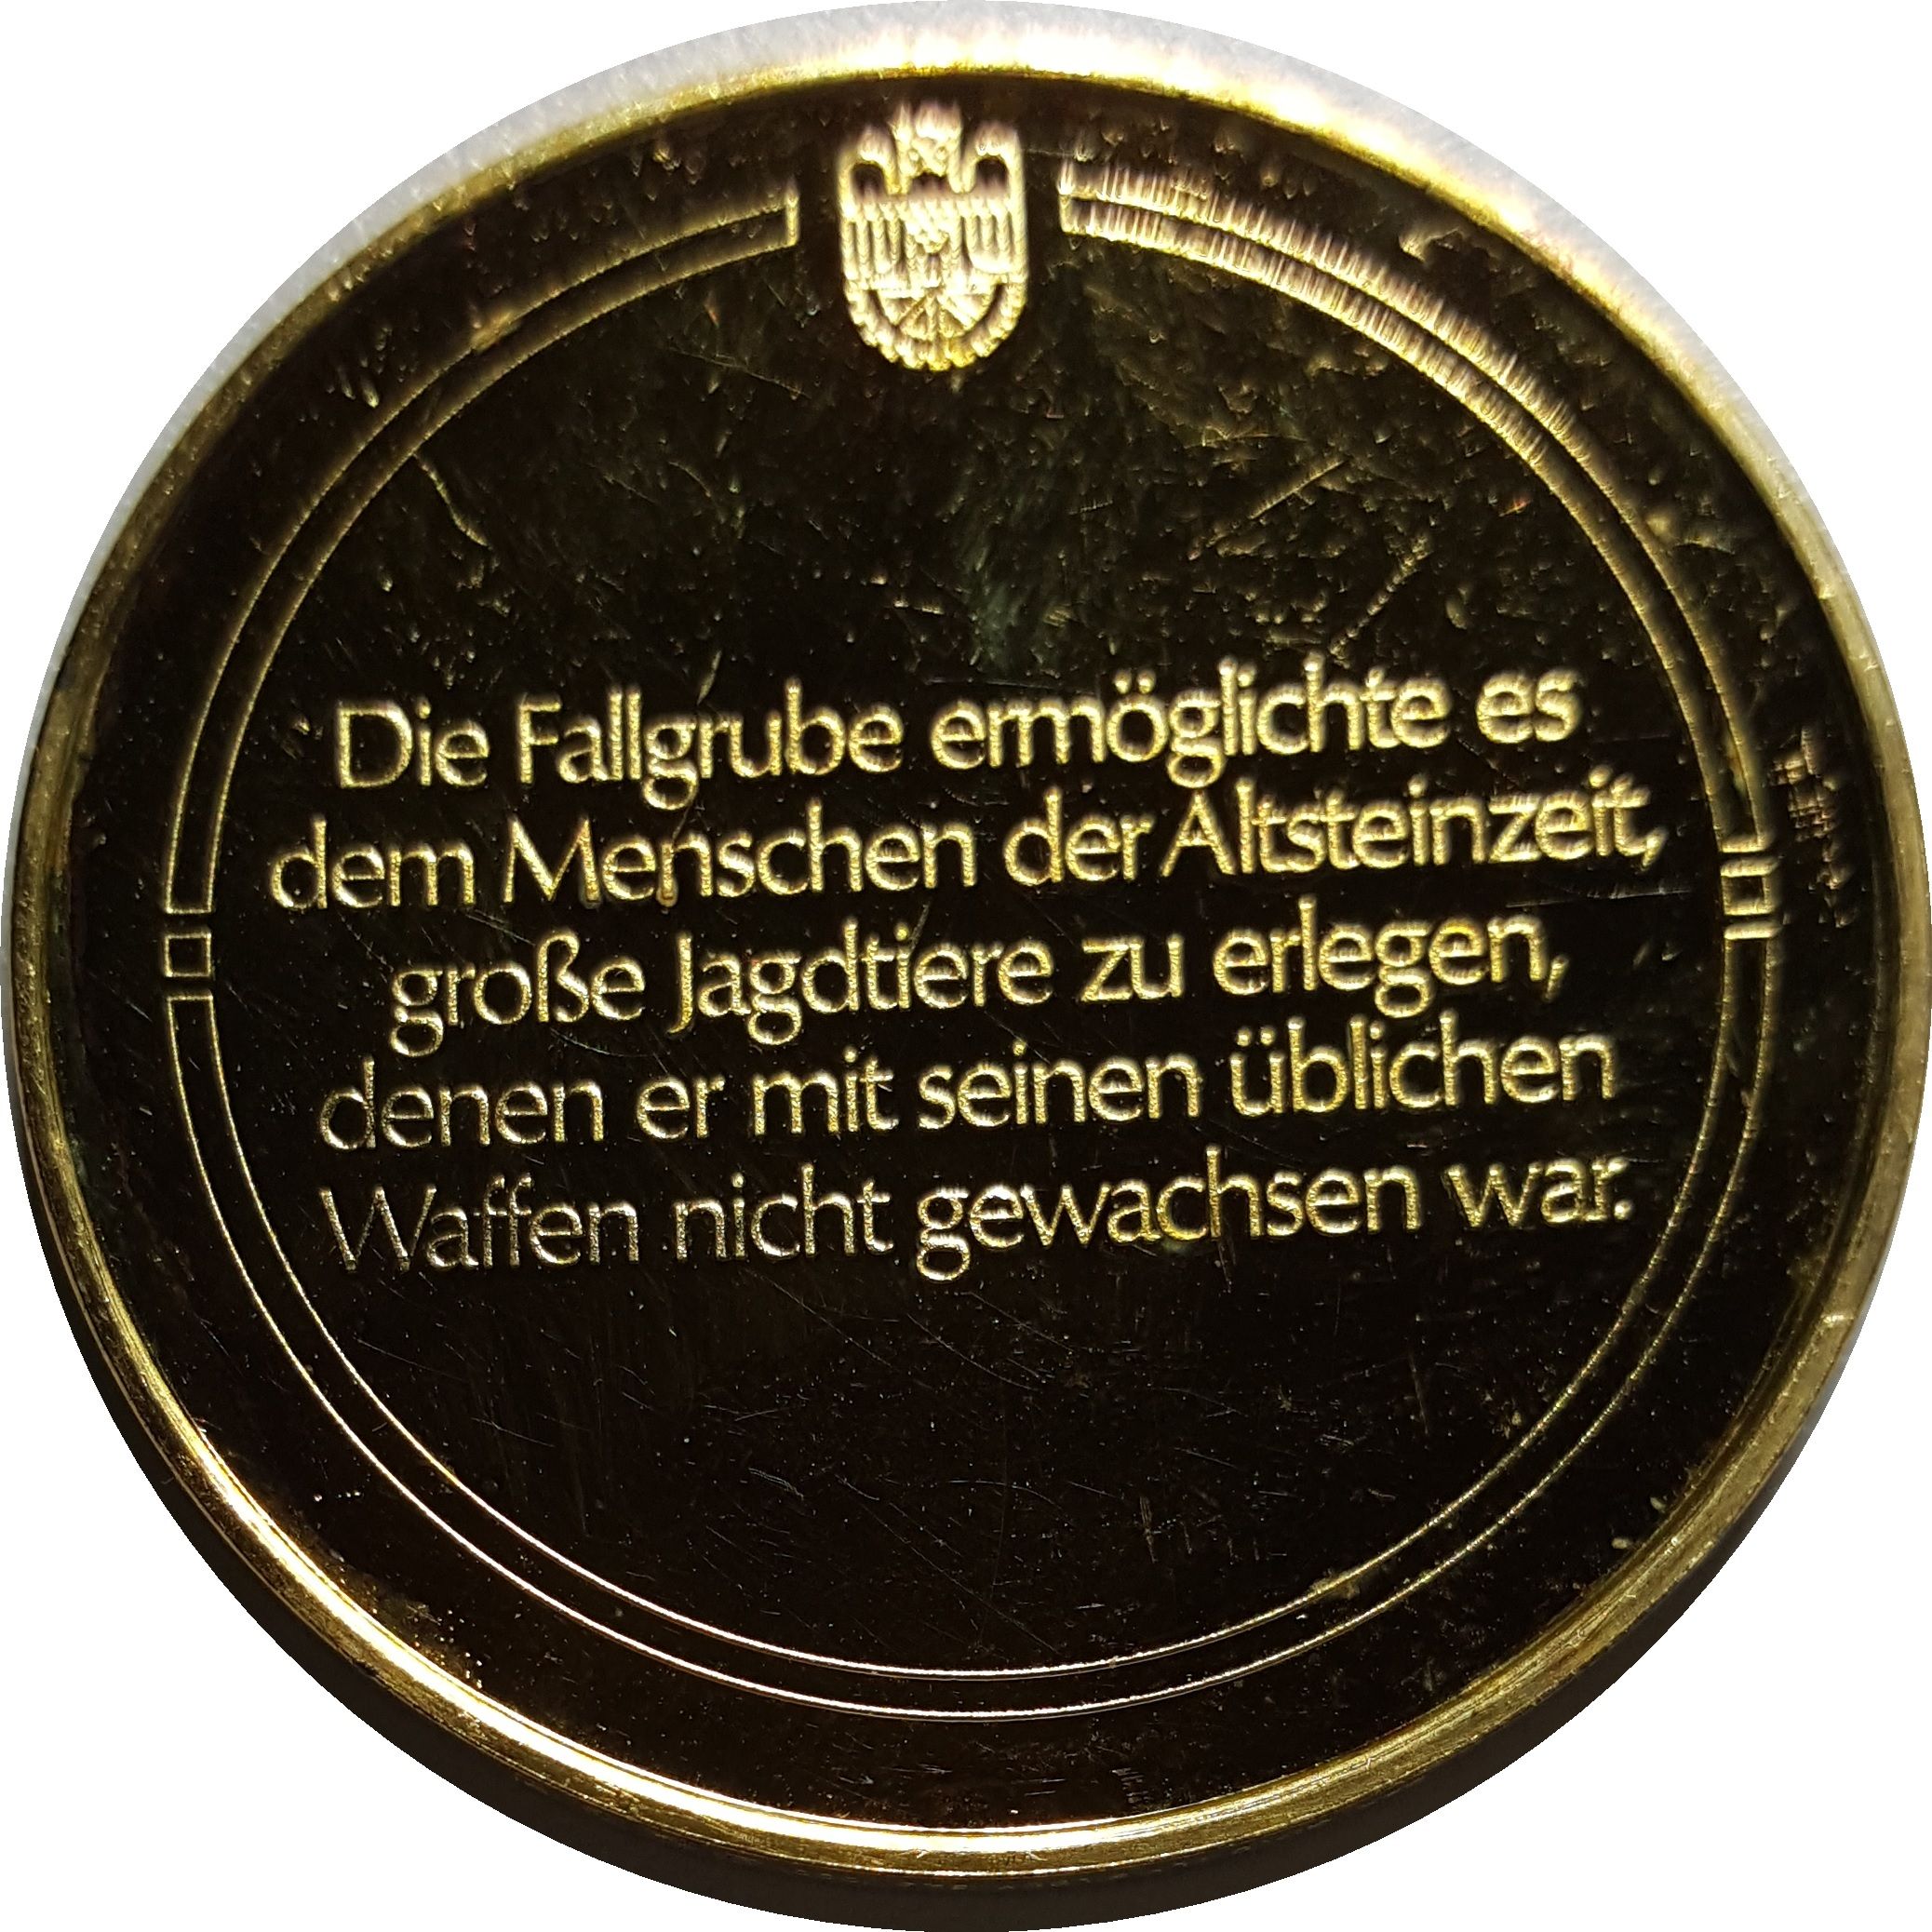 Die Fallgrube ermöglichte es
dem Menschen der Altsteinzeit,
große Jagdtiere zu erlegen,
denen er mit seinen üblichen
Waffen nicht gewachsen war.